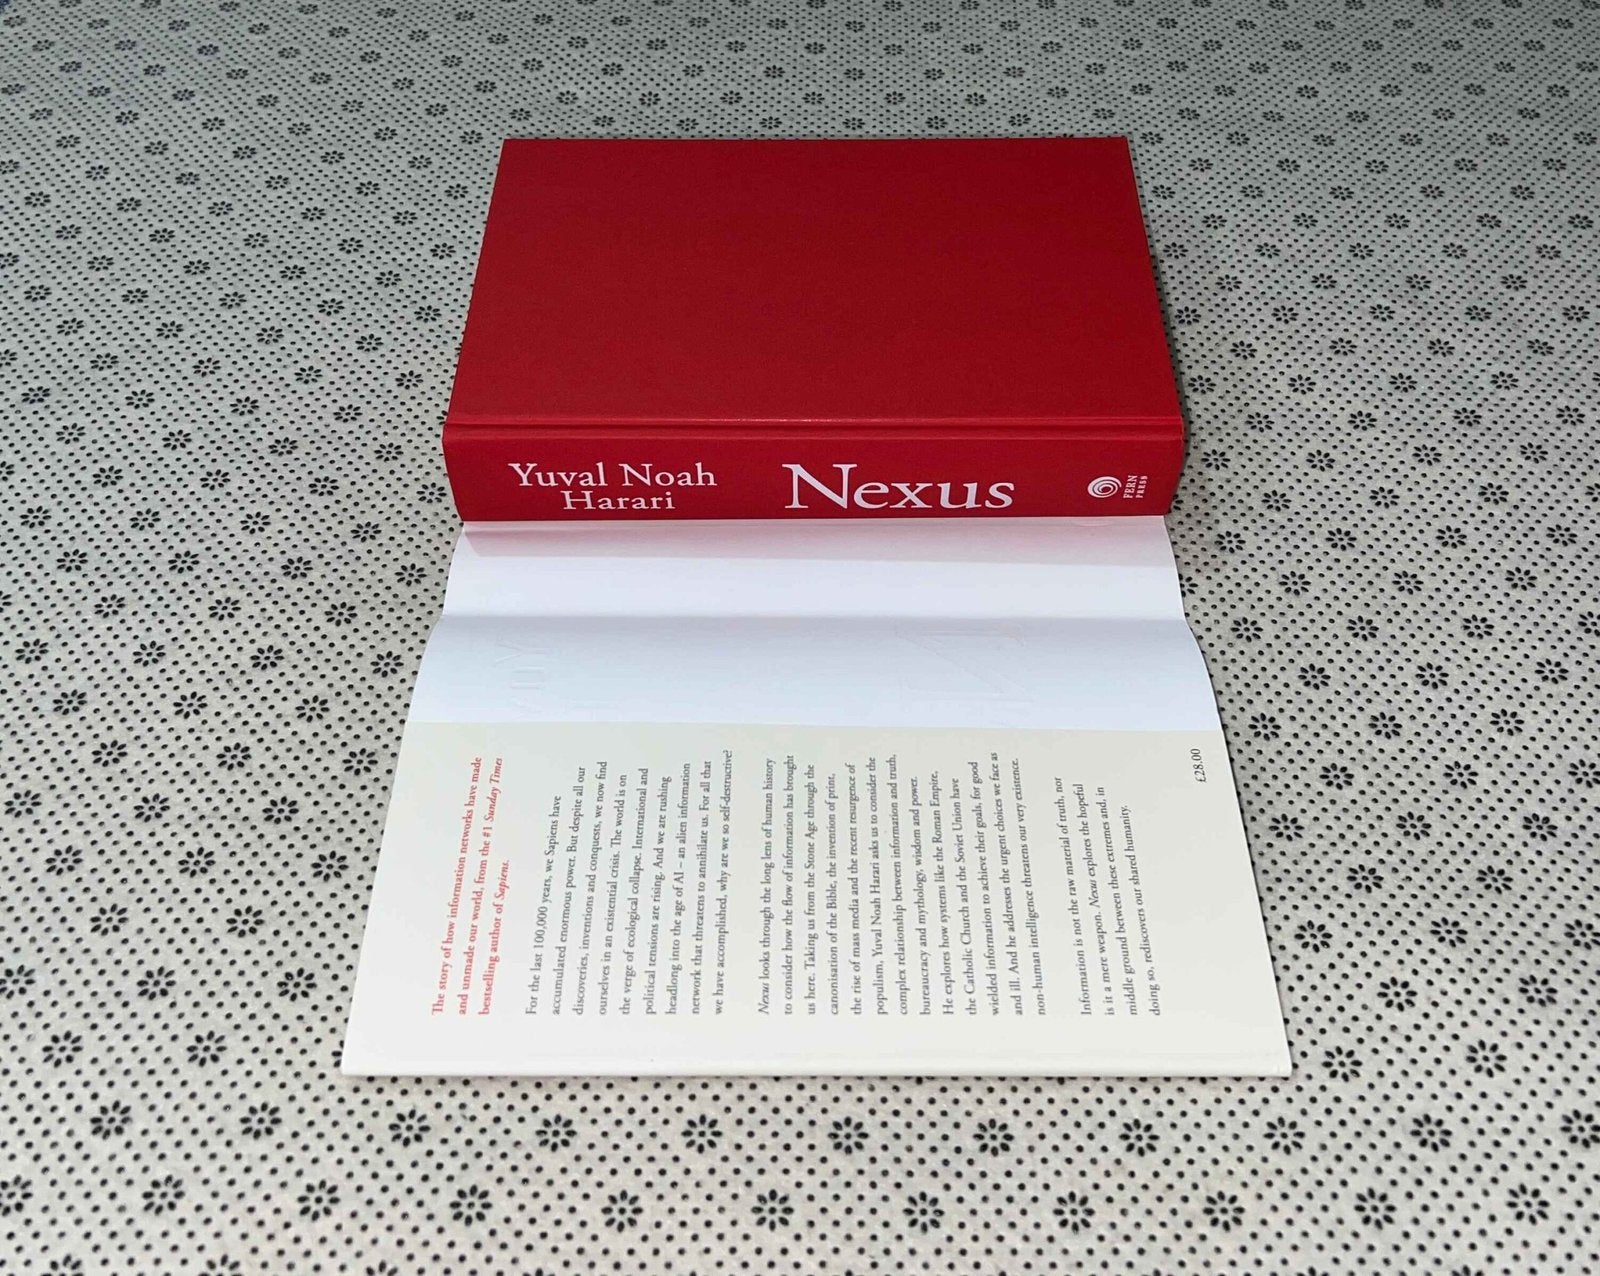 Yuval Noah
Harari
Nexus
FERN
PRESS
The story of how information networks have made
and unmade our world, from the #1 Sunday Times
bestselling author of Sapiens.
For the last 100,000 years, we Sapiens have
accumulated enormous power. But despite all our
discoveries, inventions and conquests, we now find
ourselves in an existential crisis. The world is on
the verge of ecological collapse. International and
political tensions are rising. And we are rushing
headlong into the age of AI – an alien information
network that threatens to annihilate us. For all that
we have accomplished, why are we so self-destructive?
Nexus looks through the long lens of human history
to consider how the flow of information has brought
us here. Taking us from the Stone Age through the
canonisation of the Bible, the invention of print,
the rise of mass media and the recent resurgence of
populism, Yuval Noah Harari asks us to consider the
complex relationship between information and truth,
bureaucracy and mythology, wisdom and power.
He explores how systems like the Roman Empire,
the Catholic Church and the Soviet Union have
wielded information to achieve their goals, for good
and ill. And he addresses the urgent choices we face as
non-human intelligence threatens our very existence.
Information is not the raw material of truth, nor
is it a mere weapon. Nexus explores the hopeful
middle ground between these extremes and, in
doing so, rediscovers our shared humanity.
£28.00